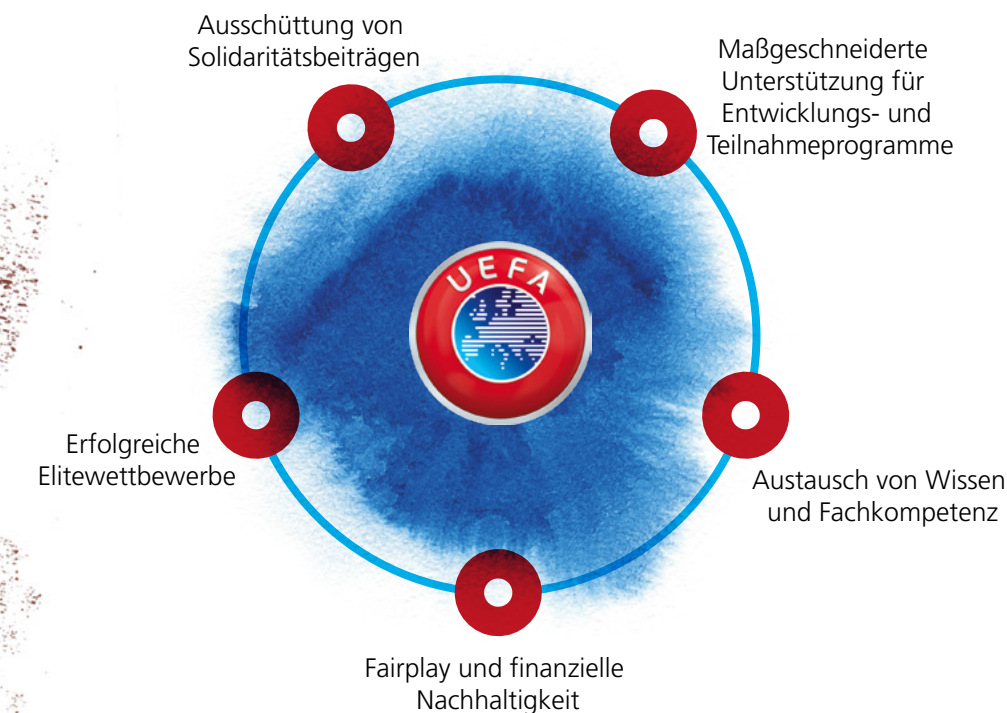 Ausschüttung von
Solidaritätsbeiträgen
Maßgeschneiderte
Unterstützung für
Entwicklungs- und
Teilnahmeprogramme
UEFA
Erfolgreiche
Elitewettbewerbe
Austausch von Wissen
und Fachkompetenz
Fairplay und finanzielle
Nachhaltigkeit